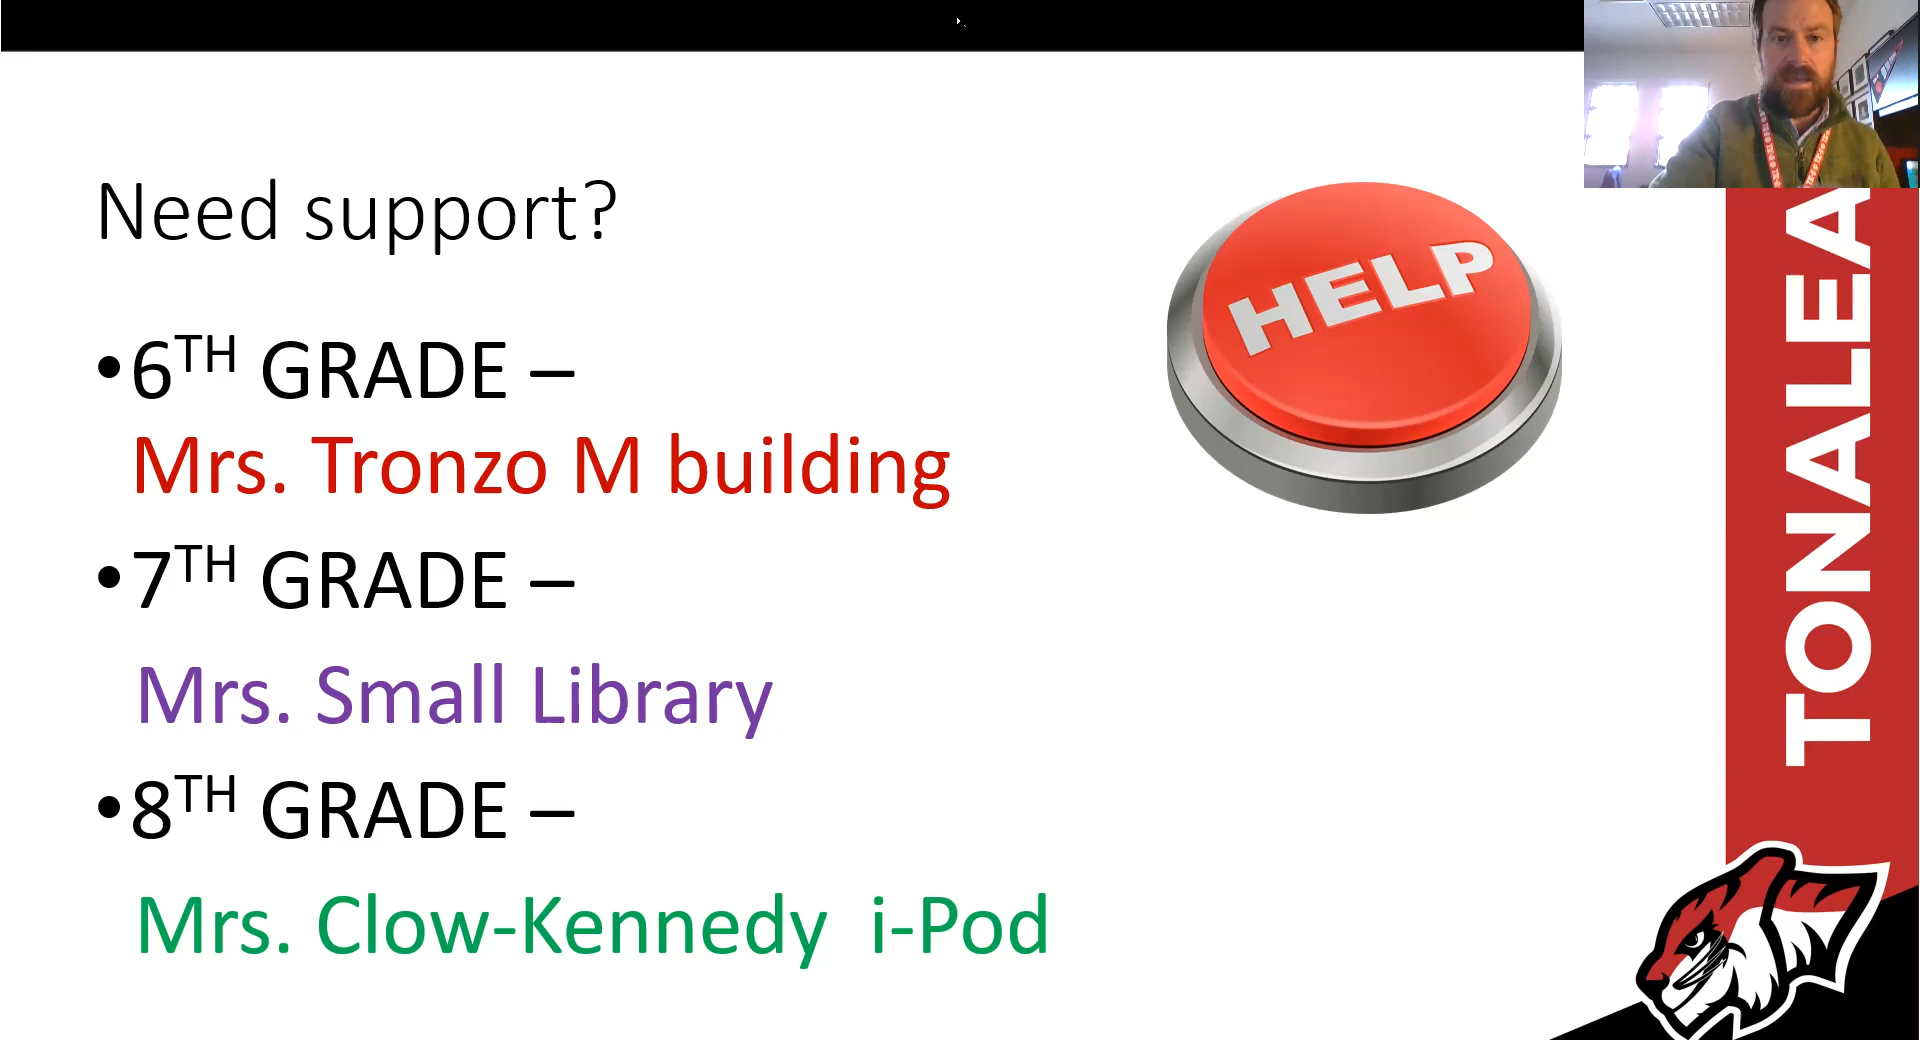 Need support?
HELP
•6TH GRADE –
Mrs. Tronzo M building
•7TH GRADE –
Mrs. Small Library
•8TH GRADE –
Mrs. Clow-Kennedy  i-Pod
TONALEA